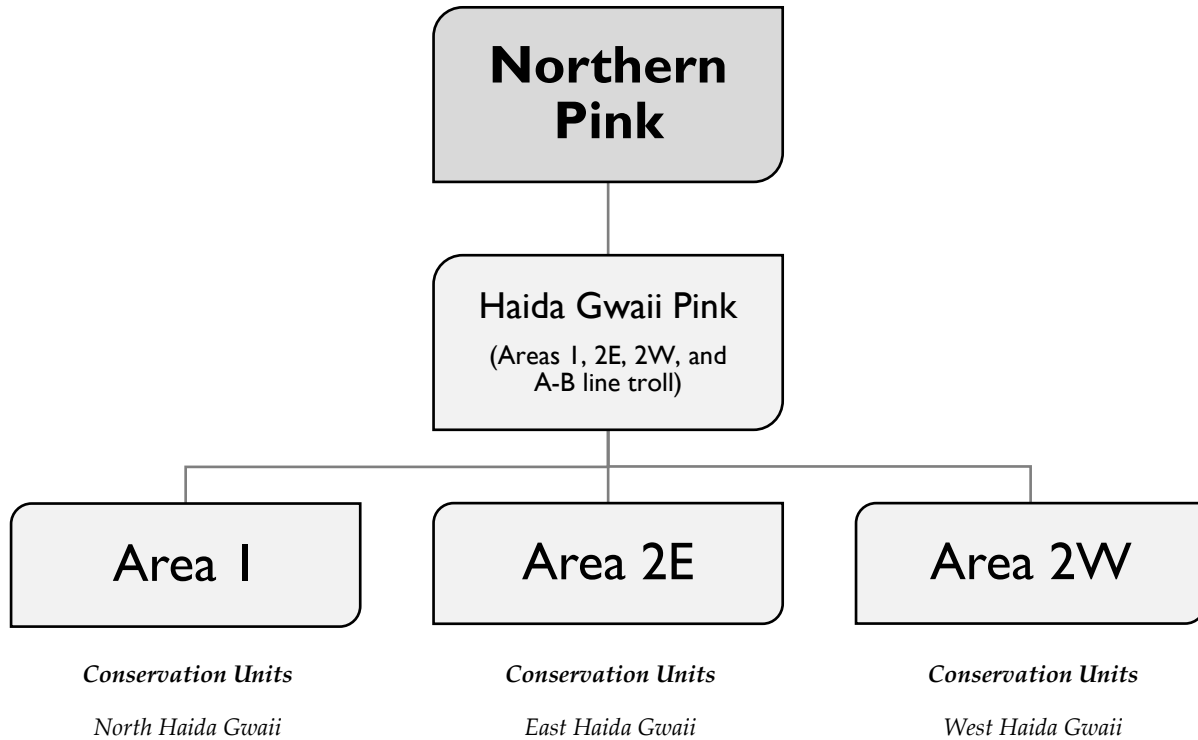 Northern
Pink
Haida Gwaii Pink
(Areas 1, 2E, 2W, and
A-B line troll)
Area 1
Area 2E
Area 2W
Conservation Units
Conservation Units
Conservation Units
North Haida Gwaii
East Haida Gwaii
West Haida Gwaii